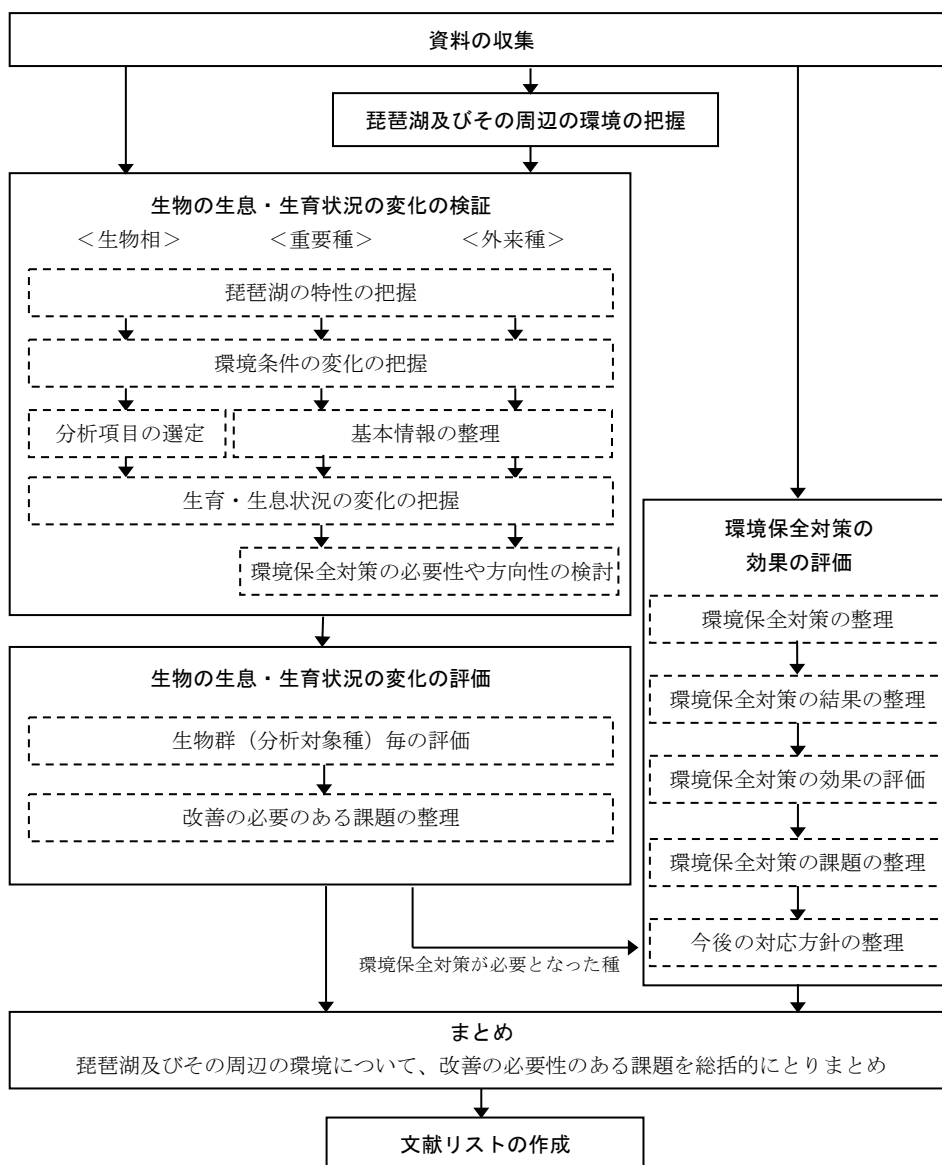 資料の収集
琵琶湖及びその周辺の環境の把握
生物の生息・生育状況の変化の検証
＜生物相＞ ＜重要種＞ ＜外来種＞
琵琶湖の特性の把握
環境条件の変化の把握
分析項目の選定
基本情報の整理
生育・生息状況の変化の把握
環境保全対策の必要性や方向性の検討
生物の生息・生育状況の変化の評価
生物群（分析対象種）毎の評価
改善の必要のある課題の整理
環境保全対策が必要となった種
環境保全対策の
効果の評価
環境保全対策の整理
環境保全対策の結果の整理
環境保全対策の効果の評価
環境保全対策の課題の整理
今後の対応方針の整理
まとめ
琵琶湖及びその周辺の環境について、改善の必要性のある課題を総括的にとりまとめ
文献リストの作成